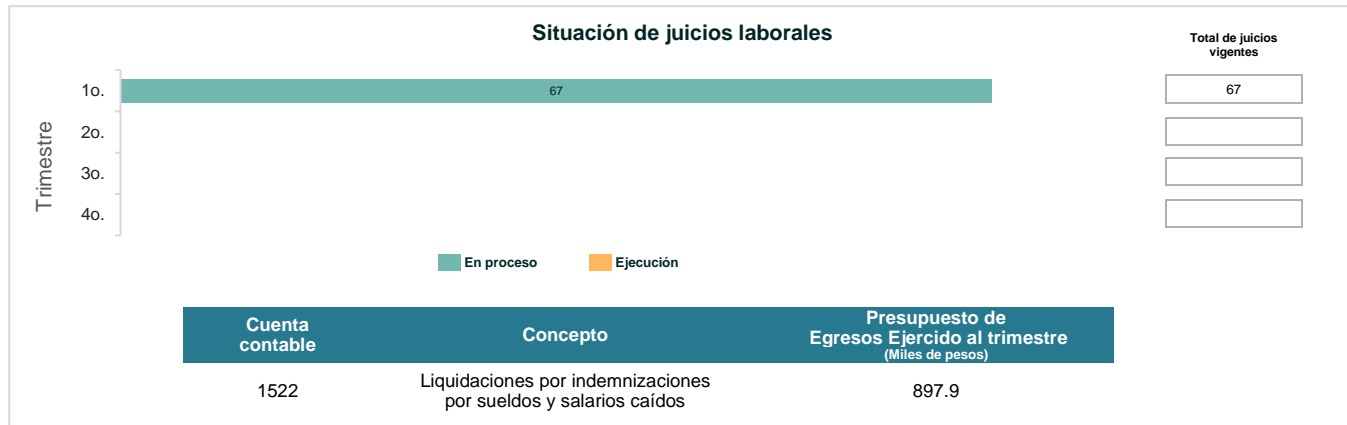 Situación de juicios laborales
Total de juicios
vigentes
Trimestre
1o.
67
67
2o.
3o.
4o.
En proceso
Ejecución
Cuenta
contable
Concepto
Presupuesto de
Egresos Ejercido al trimestre
(Miles de pesos)
1522
Liquidaciones por indemnizaciones
por sueldos y salarios caídos
897.9